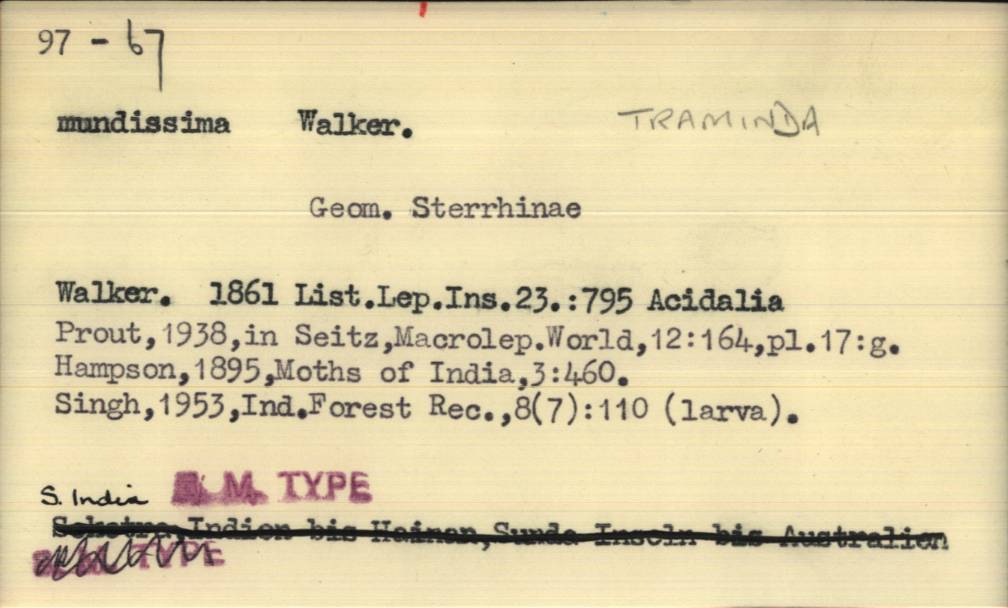 97 - 67
mundissima Walker. TRAMINDA
Geom. Sterrhinae
Walker. 1861 List.Lep.Ins.23.:795 Acidalia
Prout,1938,in Seitz,Macrolep.World,12:164,pl.17:g.
Hampson,1895,Moths of India,3:460.
Singh,1953,Ind.Forest Rec.,8(7):110 (larva).
S. India M. TYPE
Indien bis Hainan,Sunda Inseln bis Australien
TYPE